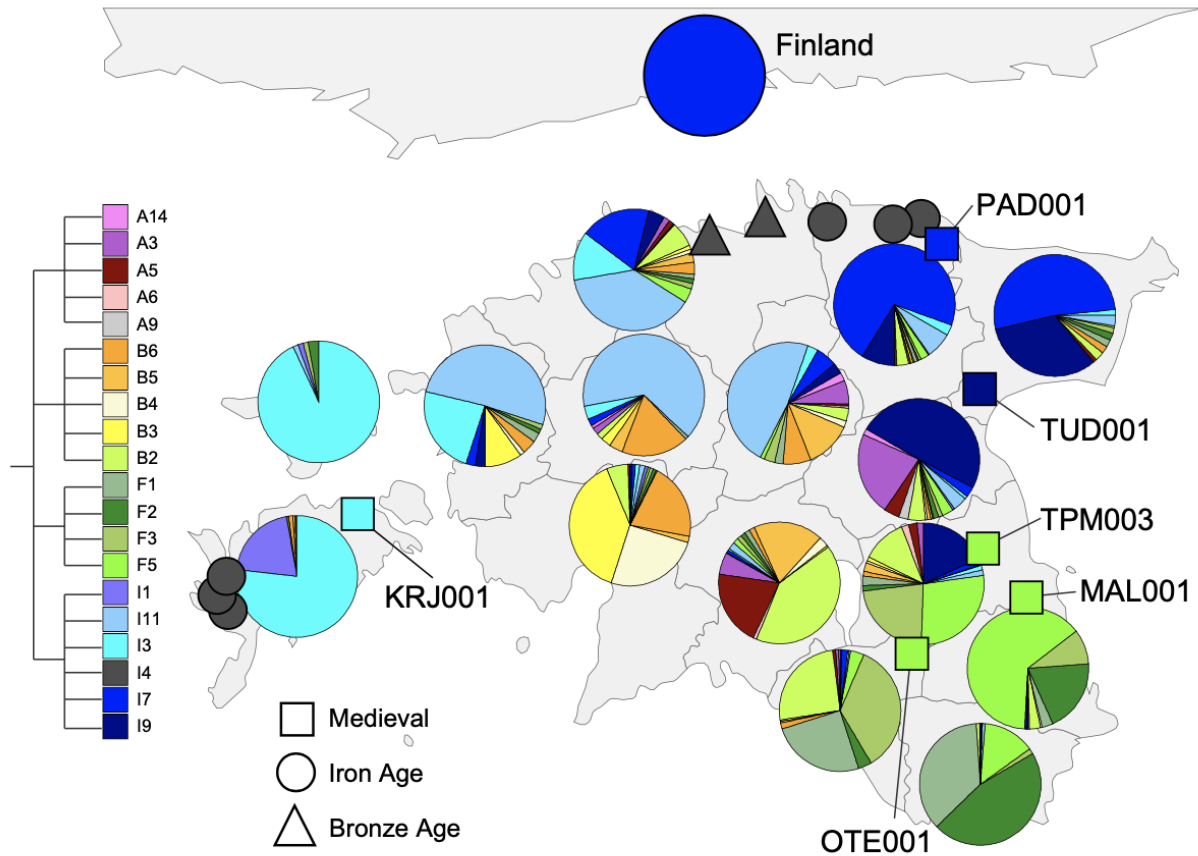 Finland
PAD001
A14
A3
A5
A6
A9
B6
B5
B4
B3
B2
F1
F2
F3
F5
I1
I11
I3
I4
I7
I9
TUD001
TPM003
MAL001
KRJ001
Medieval
Iron Age
Bronze Age
OTE001